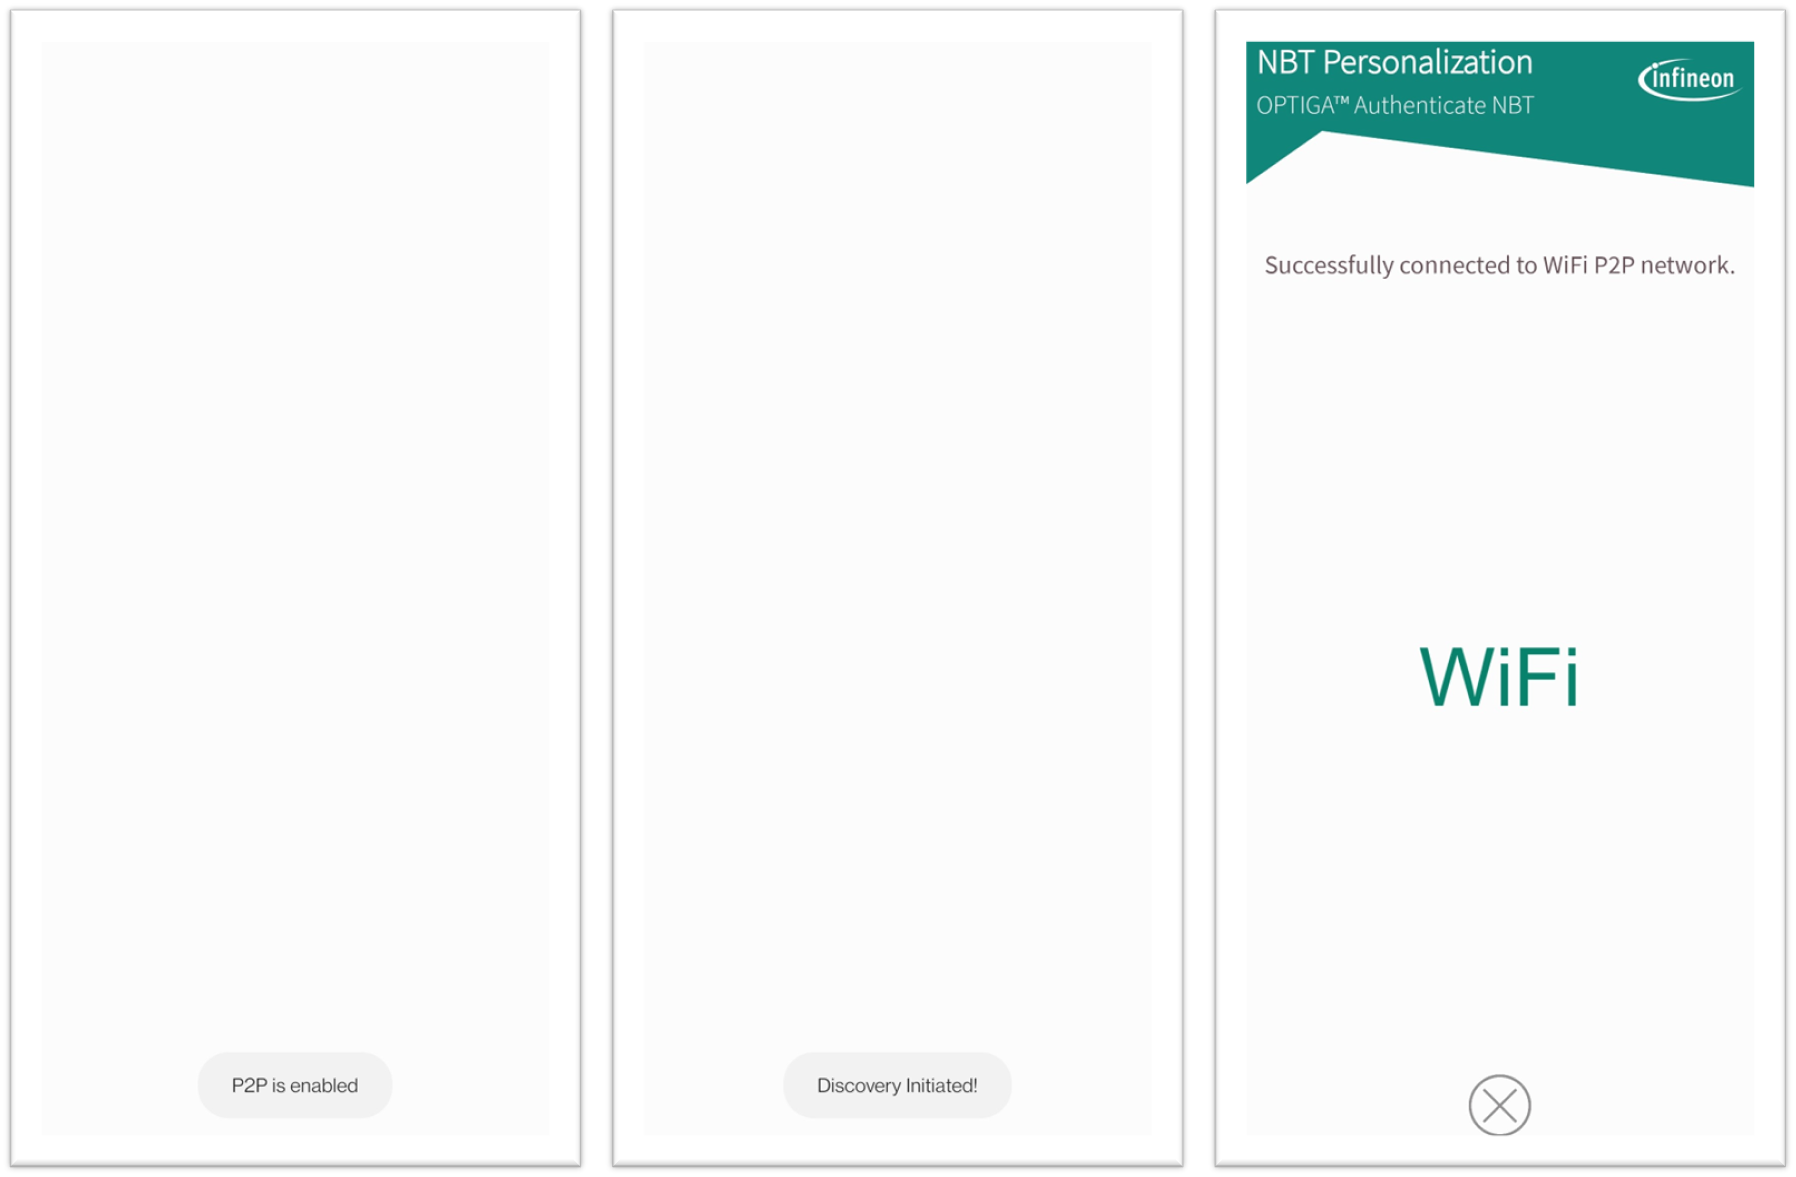 P2P is enabled
Discovery Initiated!
NBT Personalization
OPTIGA™ Authenticate NBT
infineon
Successfully connected to WiFi P2P network.
WiFi